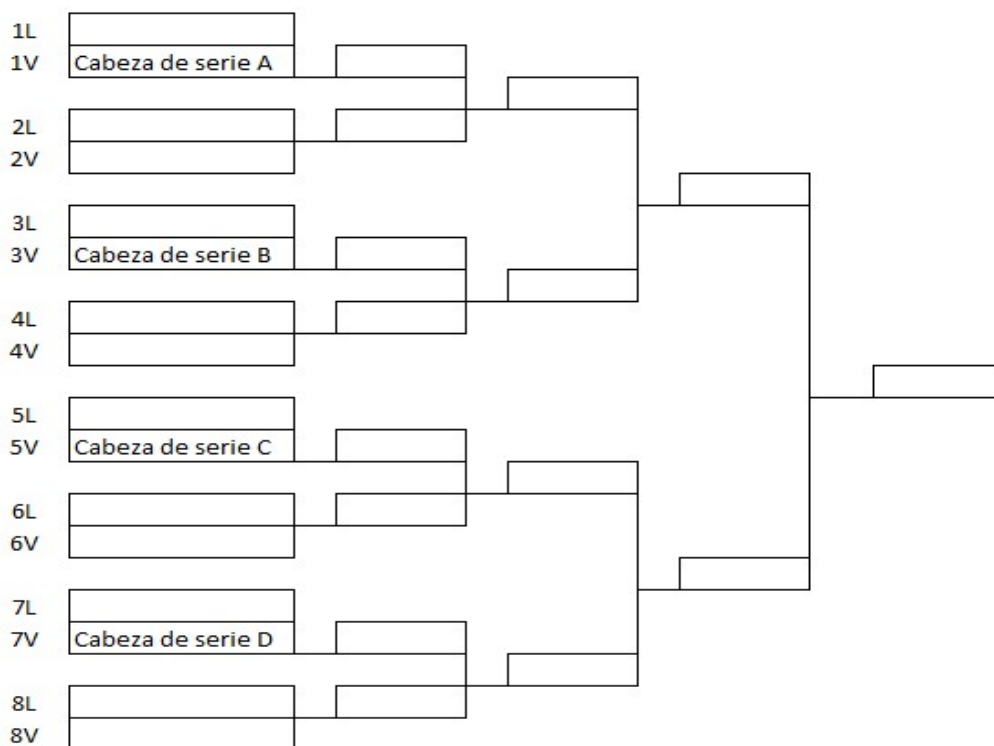 1L
1V Cabeza de serie A
2L
2V
3L
3V Cabeza de serie B
4L
4V
5L
5V Cabeza de serie C
6L
6V
7L
7V Cabeza de serie D
8L
8V